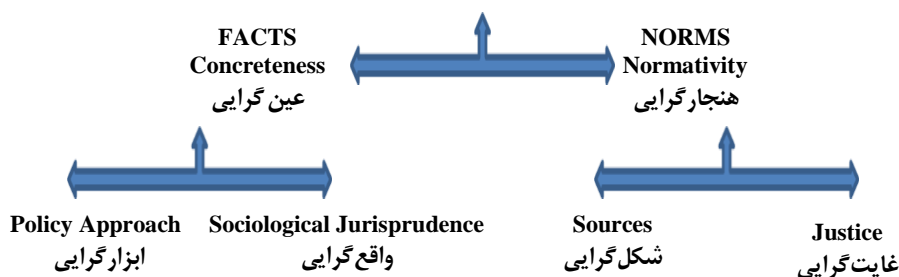 FACTS
Concreteness
عین گرایی
NORMS
Normativity
هنجارگرایی
Policy Approach
ابزارگرایی
Sociological Jurisprudence
واقع‌گرایی
Sources
شکل‌گرایی
Justice
غایت‌گرایی